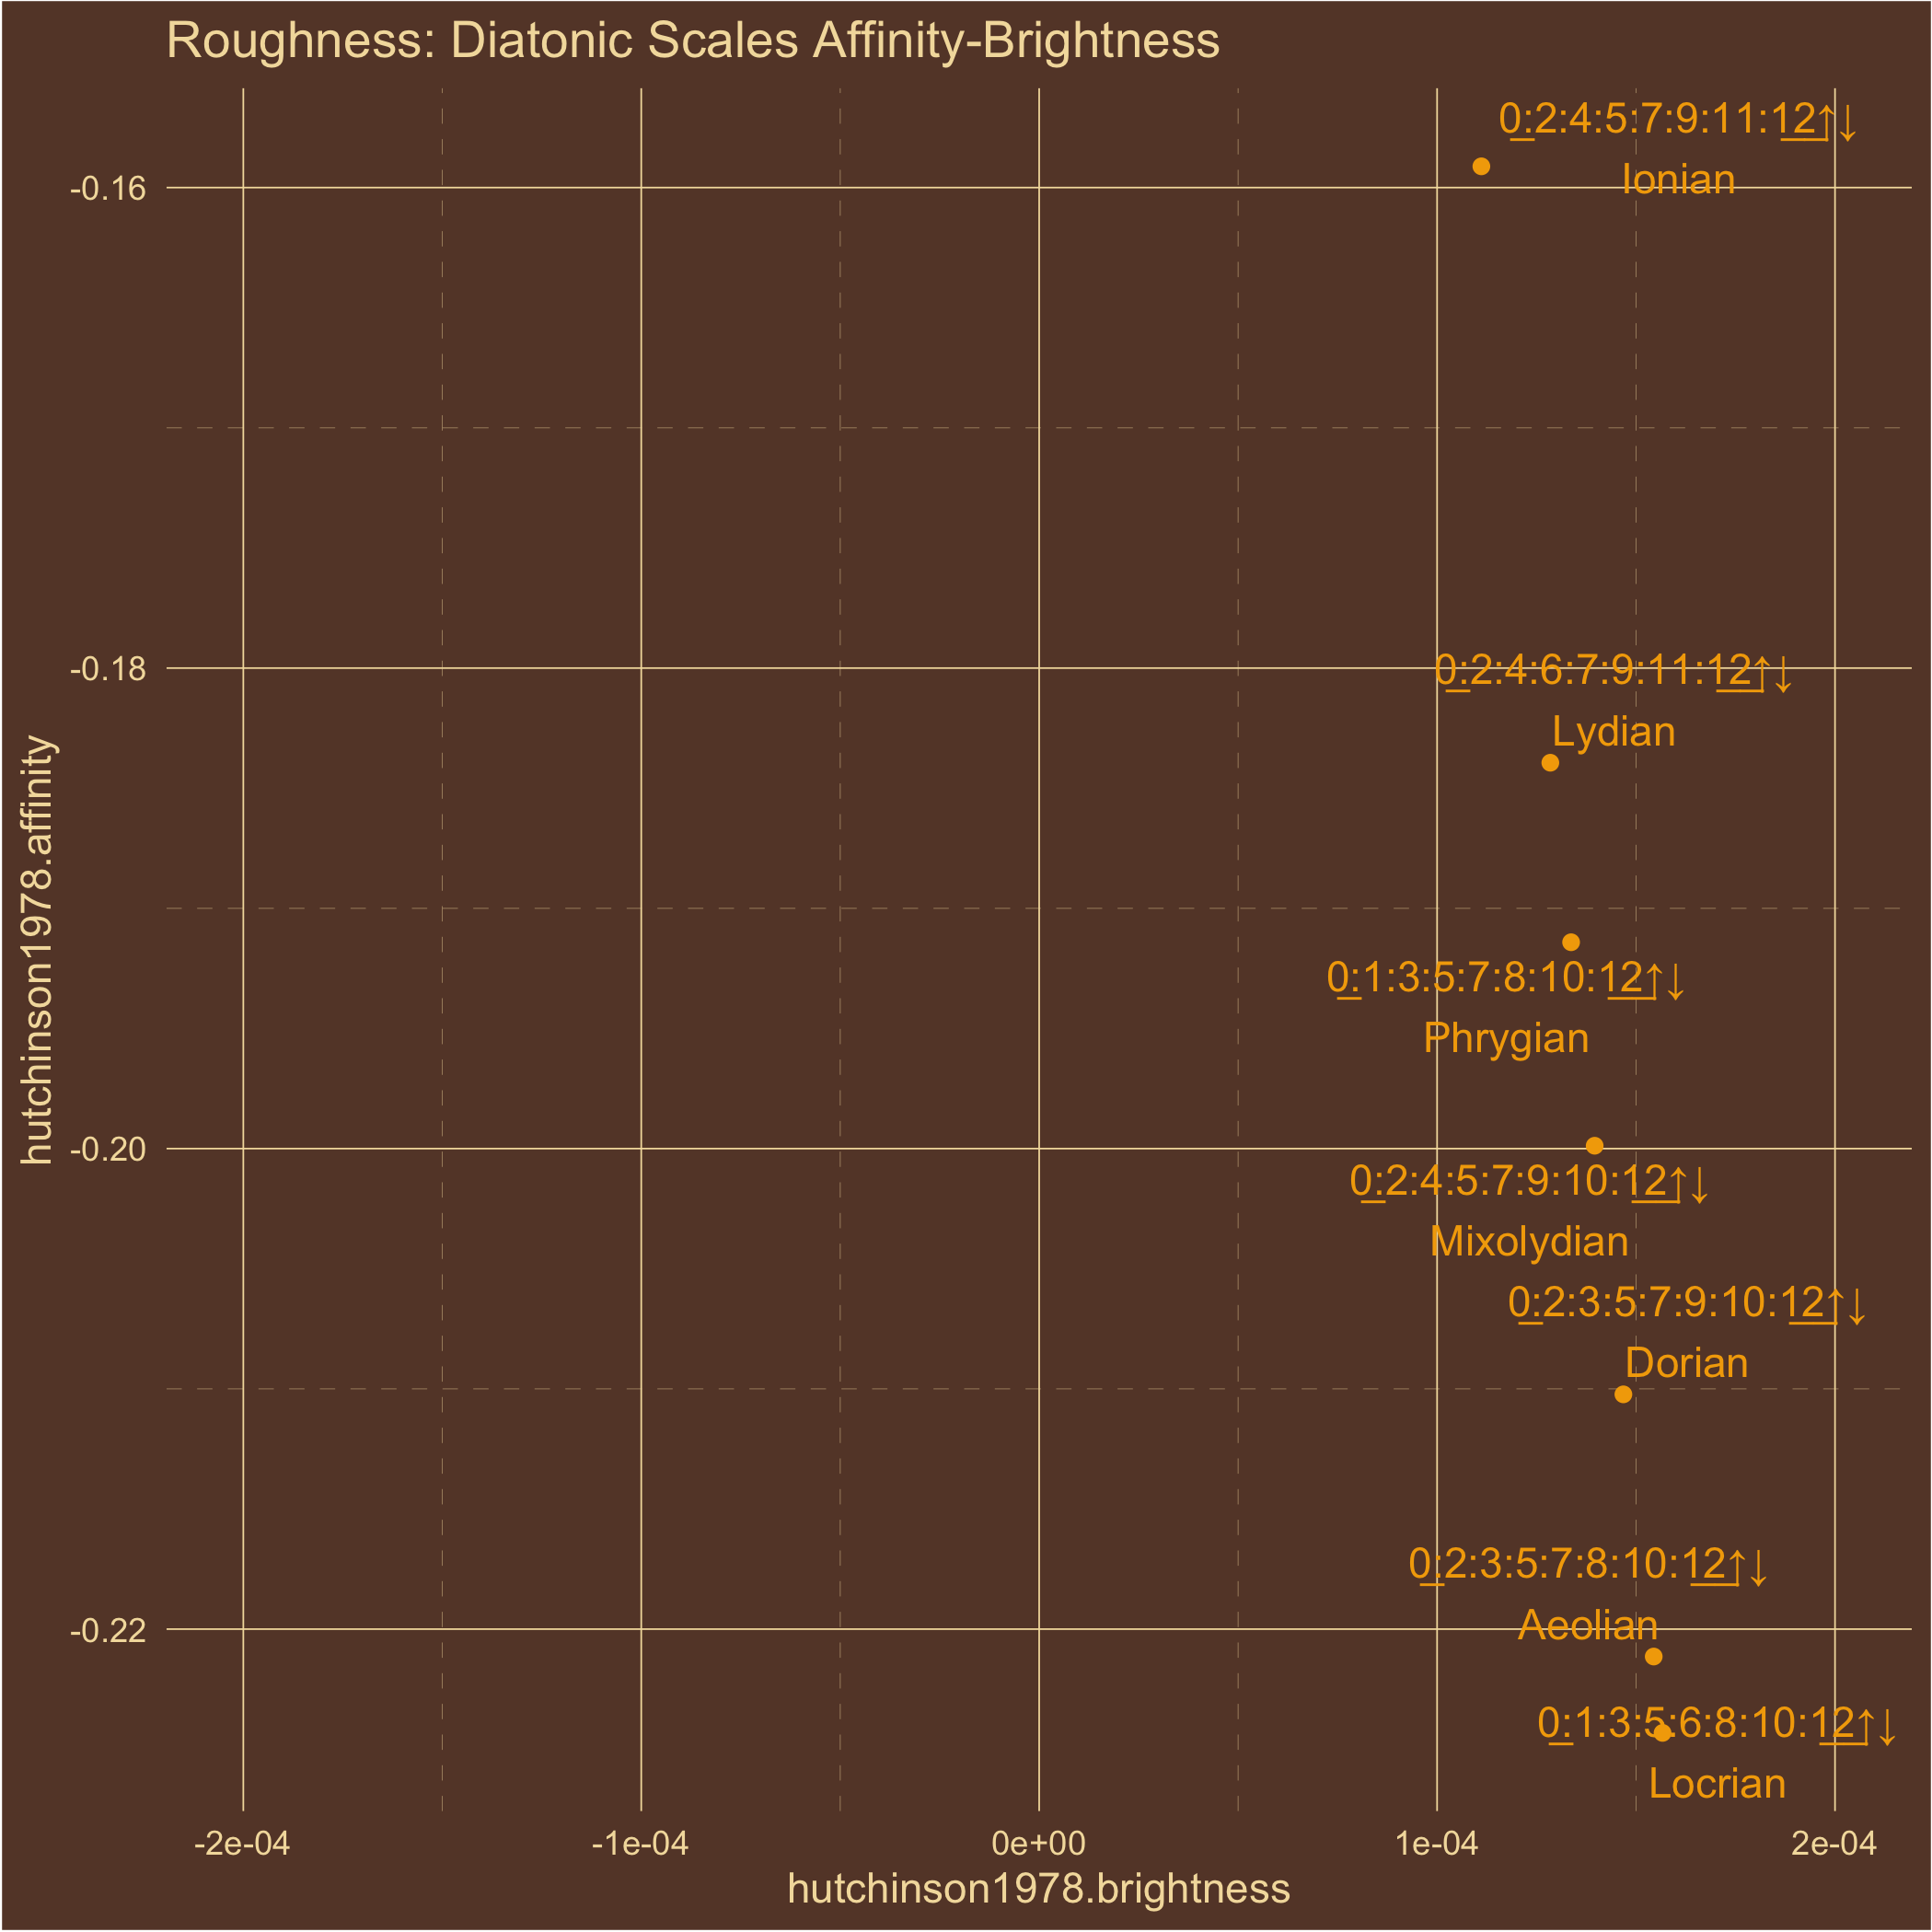 Roughness: Diatonic Scales Affinity-Brightness
0:2:4:5:7:9:11:12↑↓
Ionian
-0.16
0:2:4:6:7:9:11:12↑↓
-0.18
Lydian
hutchinson1978.affinity
0:1:3:5:7:8:10:12↑↓
Phrygian
-0.20
0:2:4:5:7:9:10:12↑↓
Mixolydian
0:2:3:5:7:9:10:12↑↓
Dorian
0:2:3:5:7:8:10:12↑↓
Aeolian
-0.22
0:1:3:5:6:8:10:12↑↓
Locrian
-2e-04 -1e-04 0e+00 1e-04 2e-04
hutchinson1978.brightness